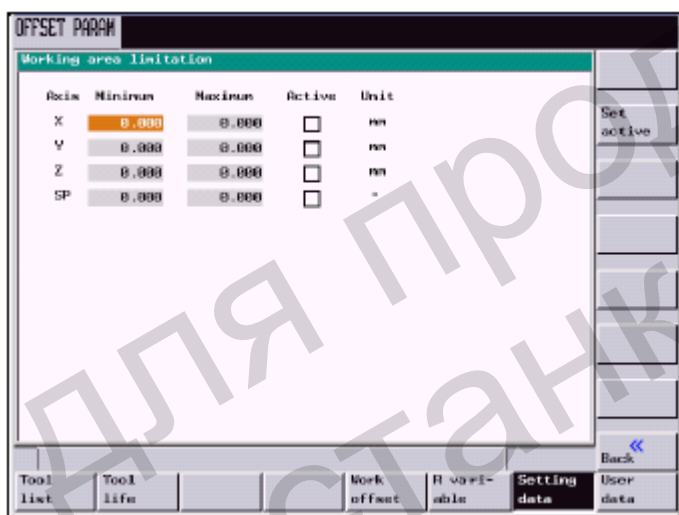 OFFSET PARAM
Working area limitation
Axis Minimum Maximum Active Unit
X 0.000 0.000 mm
Y 0.000 0.000 mm
Z 0.000 0.000 mm
SP 0.000 0.000 °
Set
active
« 
Back
Tool
list
Tool
life
Work
offset
R vari-
able
Setting
data
User
data
для прод
станк